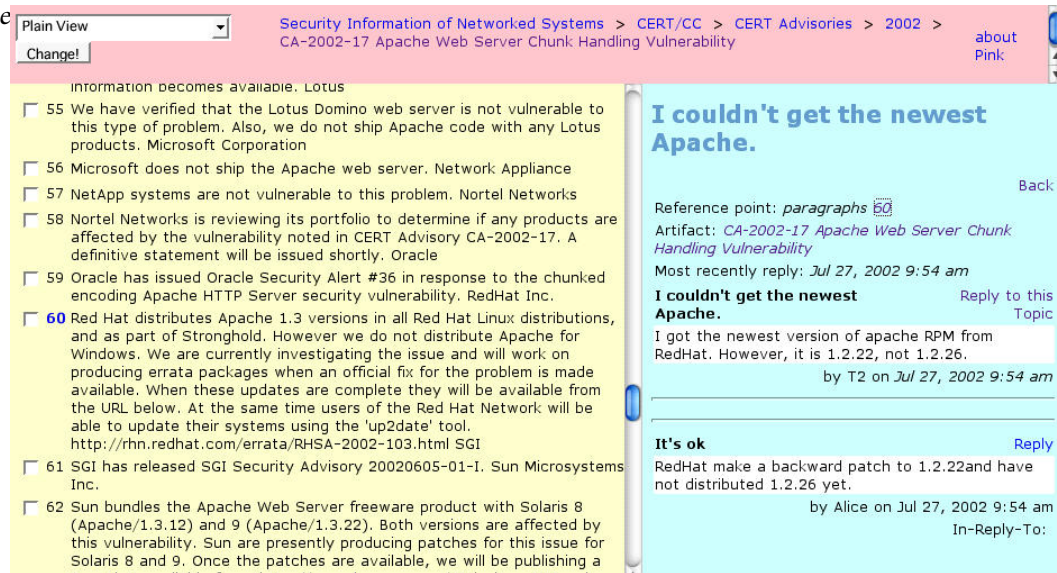 e
Plain View
Change!
Security Information of Networked Systems > CERT/CC > CERT Advisories > 2002 >
CA-2002-17 Apache Web Server Chunk Handling Vulnerability
about
Pink
information becomes available. Lotus
55 We have verified that the Lotus Domino web server is not vulnerable to
this type of problem. Also, we do not ship Apache code with any Lotus
products. Microsoft Corporation
56 Microsoft does not ship the Apache web server. Network Appliance
57 NetApp systems are not vulnerable to this problem. Nortel Networks
58 Nortel Networks is reviewing its portfolio to determine if any products are
affected by the vulnerability noted in CERT Advisory CA-2002-17. A
definitive statement will be issued shortly. Oracle
59 Oracle has issued Oracle Security Alert #36 in response to the chunked
encoding Apache HTTP Server security vulnerability. RedHat Inc.
60 Red Hat distributes Apache 1.3 versions in all Red Hat Linux distributions,
and as part of Stronghold. However we do not distribute Apache for
Windows. We are currently investigating the issue and will work on
producing errata packages when an official fix for the problem is made
available. When these updates are complete they will be available from
the URL below. At the same time users of the Red Hat Network will be
able to update their systems using the 'up2date' tool.
http://rhn.redhat.com/errata/RHSA-2002-103.html SGI
61 SGI has released SGI Security Advisory 20020605-01-I. Sun Microsystems
Inc.
62 Sun bundles the Apache Web Server freeware product with Solaris 8
(Apache/1.3.12) and 9 (Apache/1.3.22). Both versions are affected by
this vulnerability. Sun are presently producing patches for this issue for
Solaris 8 and 9. Once the patches are available, we will be publishing a
I couldn't get the newest
Apache.
Back
Reference point: paragraphs 60
Artifact: CA-2002-17 Apache Web Server Chunk
Handling Vulnerability
Most recently reply: Jul 27, 2002 9:54 am
I couldn't get the newest
Apache.
Reply to this
Topic
I got the newest version of apache RPM from
RedHat. However, it is 1.2.22, not 1.2.26.
by T2 on Jul 27, 2002 9:54 am
It's ok
Reply
RedHat make a backward patch to 1.2.22and have
not distributed 1.2.26 yet.
by Alice on Jul 27, 2002 9:54 am
In-Reply-To: